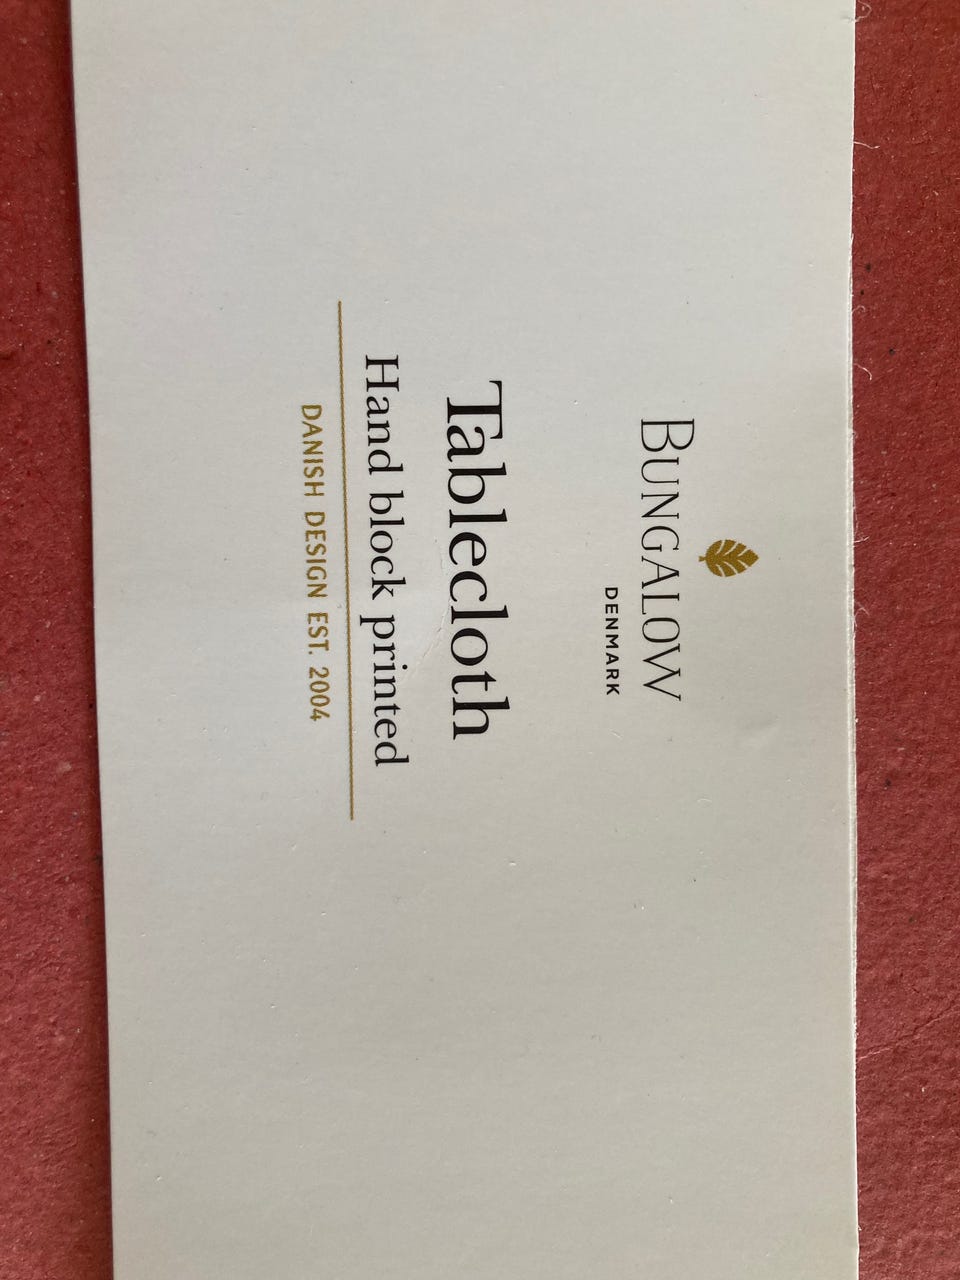 BUNGALOW
DENMARK
Tablecloth
Hand block printed
DANISH DESIGN EST. 2004